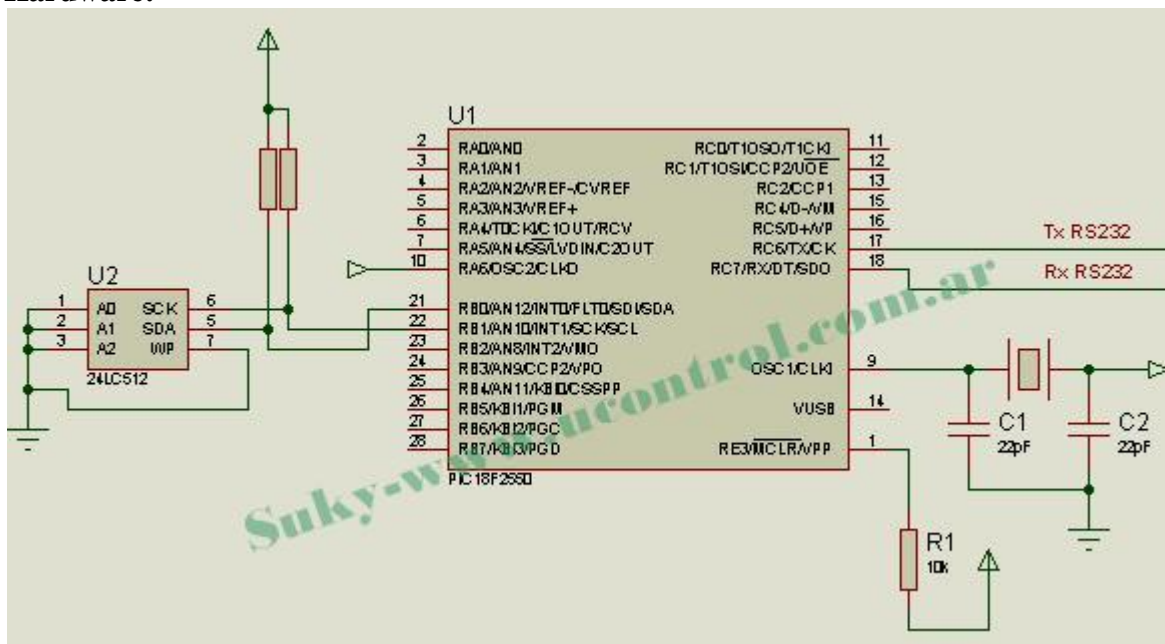 Hardware:
U1
2 RA0/AN0
3 RA1/AN1
4 RA2/AN2/VREF-/CVREF
5 RA3/AN3/VREF+
6 RA4/T0CKI/C1OUT/RCV
7 RA5/AN4/SS/LVDIN/C2OUT
10 RA6/OSC2/CLKO
21 RB0/AN12/INT0/FLT0/SDI/SDA
22 RB1/AN10/INT1/SCK/SCL
23 RB2/AN8/INT2/VMO
24 RB3/AN9/CCP2/VPO
25 RB4/AN11/KBI0/CSSPP
26 RB5/KBI1/PGM
27 RB6/KBI2/PGC
28 RB7/KBI3/PGD
RC0/T1OSO/T1CKI 11
RC1/T1OSI/CCP2/UOE 12
RC2/CCP1 13
RC4/D-/VM 15
RC5/D+/VP 16
RC6/TX/CK 17
RC7/RX/DT/SDO 18
OSC1/CLKI 9
VUSB 14
RE3/MCLR/VPP 1
PIC18F2550
U2
1 A0 SCK 6
2 A1 SDA 5
3 A2 WP 7
24LC512
Tx RS232
Rx RS232
C1
22pF
C2
22pF
R1
10k
Suky-www.ucontrol.com.ar